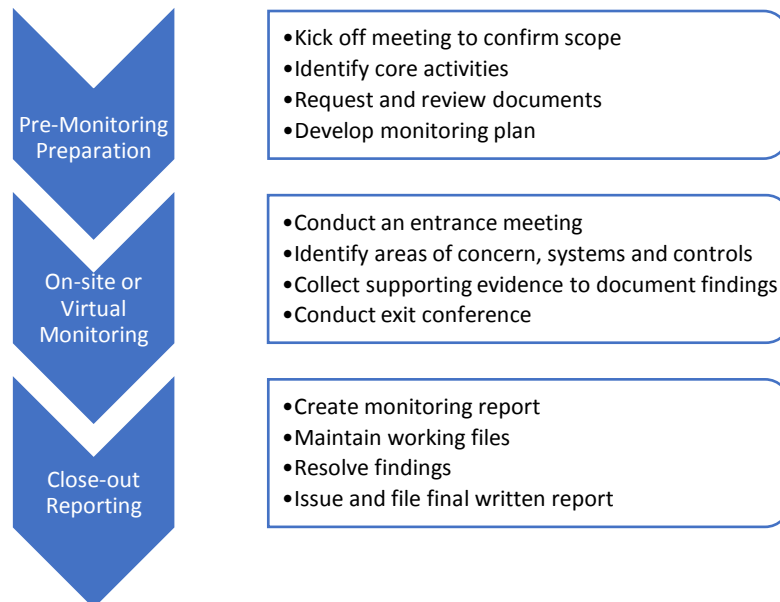 Pre-Monitoring
Preparation
•Kick off meeting to confirm scope
•Identify core activities
•Request and review documents
•Develop monitoring plan
On-site or
Virtual
Monitoring
•Conduct an entrance meeting
•Identify areas of concern, systems and controls
•Collect supporting evidence to document findings
•Conduct exit conference
Close-out
Reporting
•Create monitoring report
•Maintain working files
•Resolve findings
•Issue and file final written report